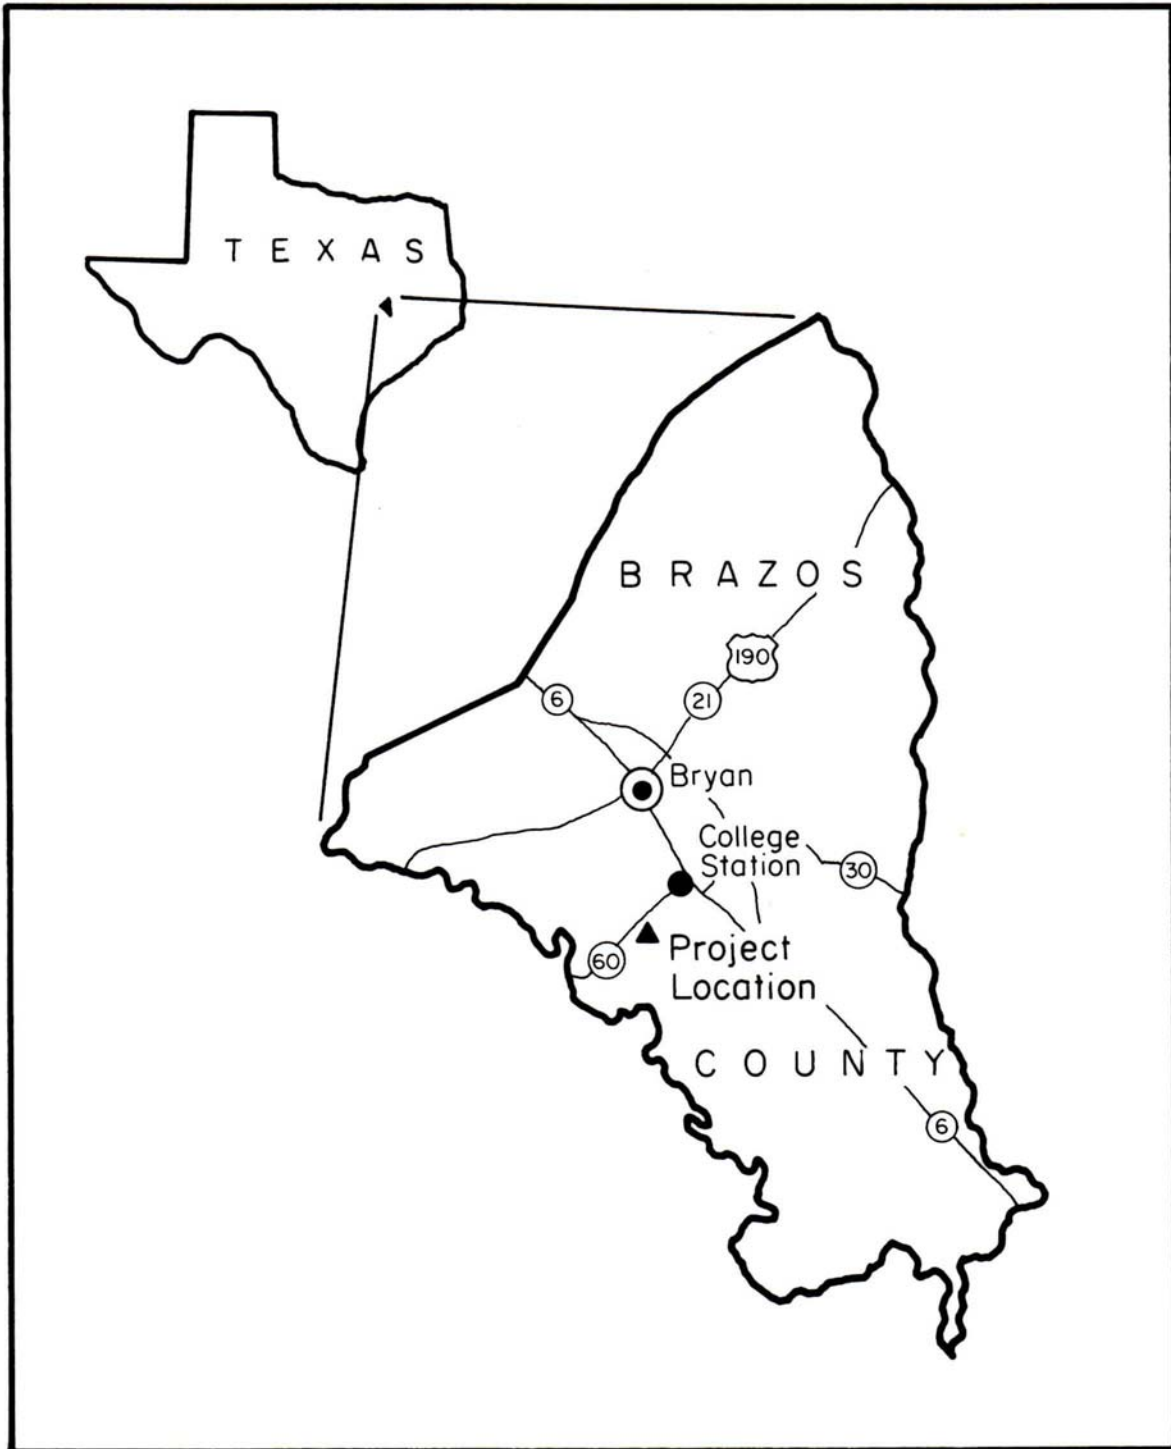 TEXAS
BRAZOS
190
6
21
Bryan
College
Station
30
Project
Location
60
COUNTY
6